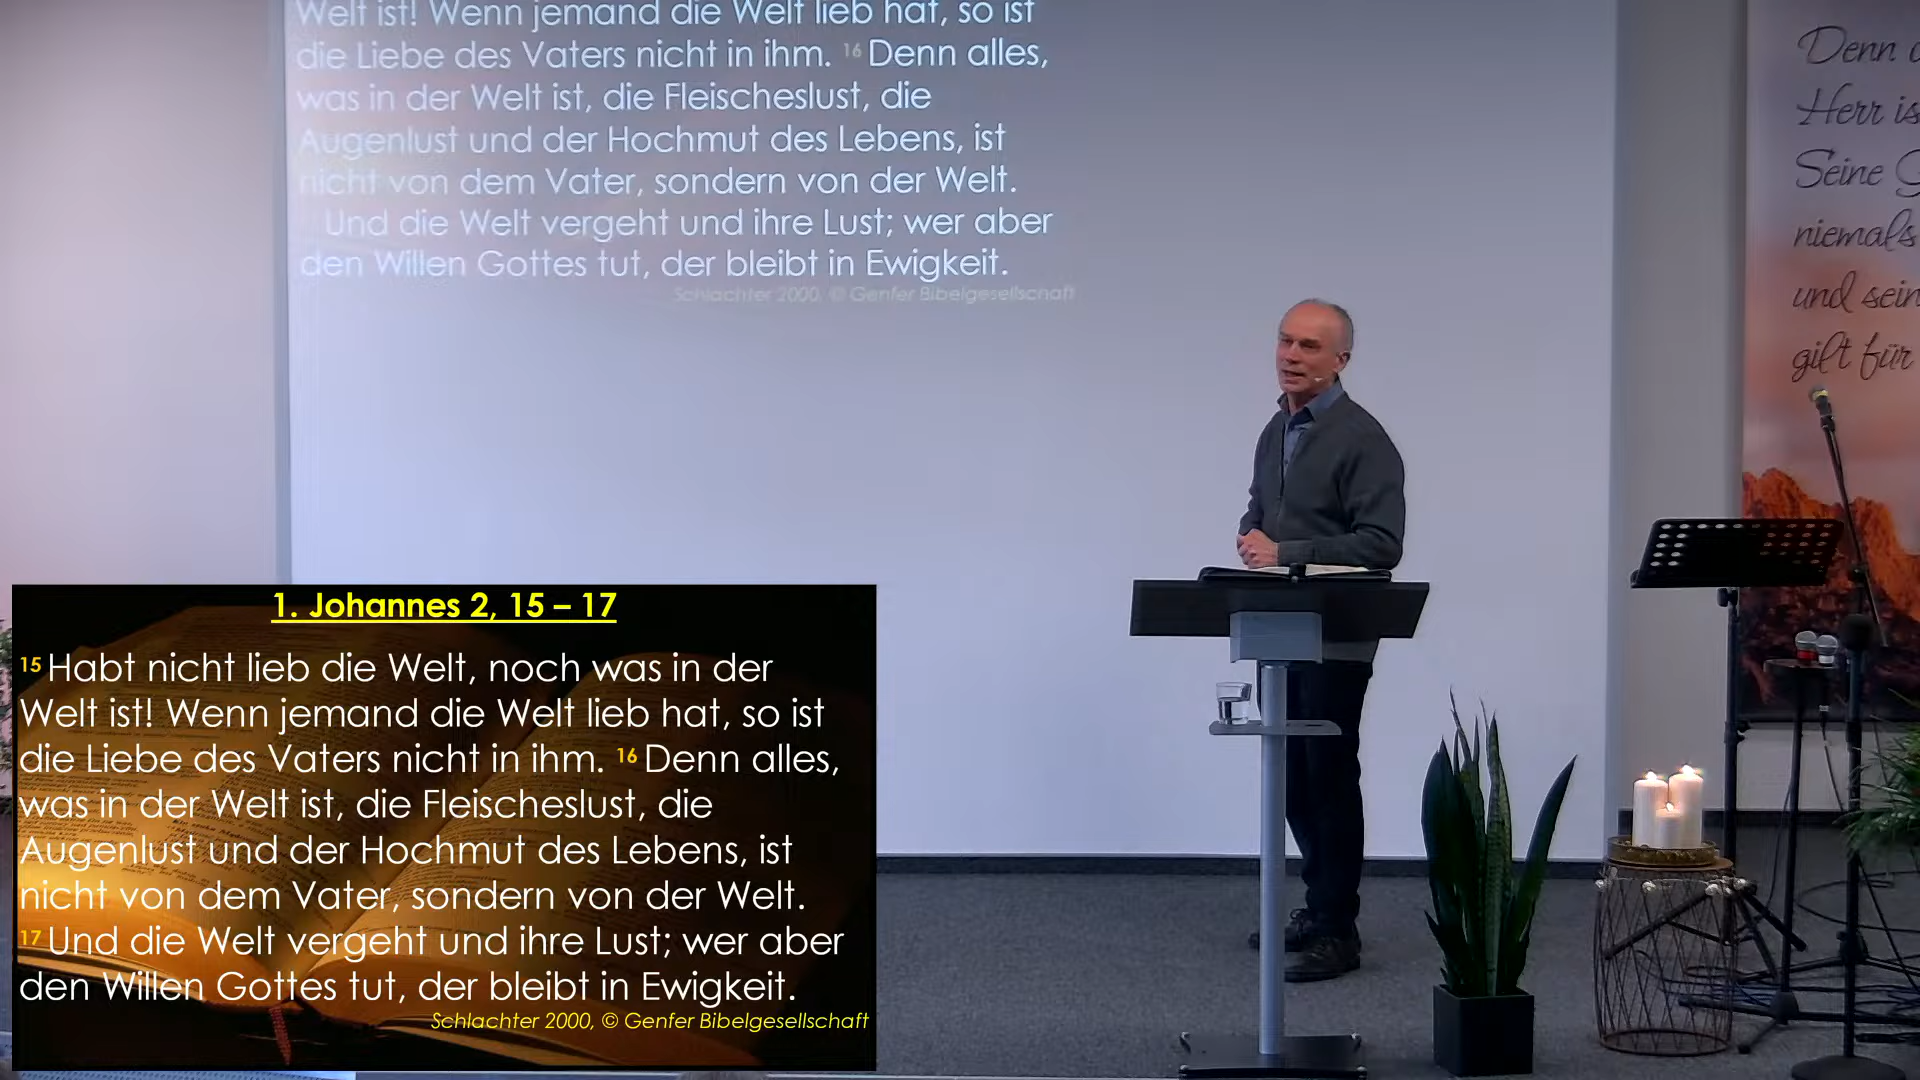 Welt ist! Wenn jemand die Welt lieb hat, so ist
die Liebe des Vaters nicht in ihm. 16 Denn alles,
was in der Welt ist, die Fleischeslust, die
Augenlust und der Hochmut des Lebens, ist
nicht von dem Vater, sondern von der Welt.
Und die Welt vergeht und ihre Lust; wer aber
den Willen Gottes tut, der bleibt in Ewigkeit.
Schlachter 2000, © Genfer Bibelgesellschaft
Denn
Herr is
Seine G
niemals
und sein
gilt für
1. Johannes 2, 15 – 17
15 Habt nicht lieb die Welt, noch was in der
Welt ist! Wenn jemand die Welt lieb hat, so ist
die Liebe des Vaters nicht in ihm. 16 Denn alles,
was in der Welt ist, die Fleischeslust, die
Augenlust und der Hochmut des Lebens, ist
nicht von dem Vater, sondern von der Welt.
17 Und die Welt vergeht und ihre Lust; wer aber
den Willen Gottes tut, der bleibt in Ewigkeit.
Schlachter 2000, © Genfer Bibelgesellschaft